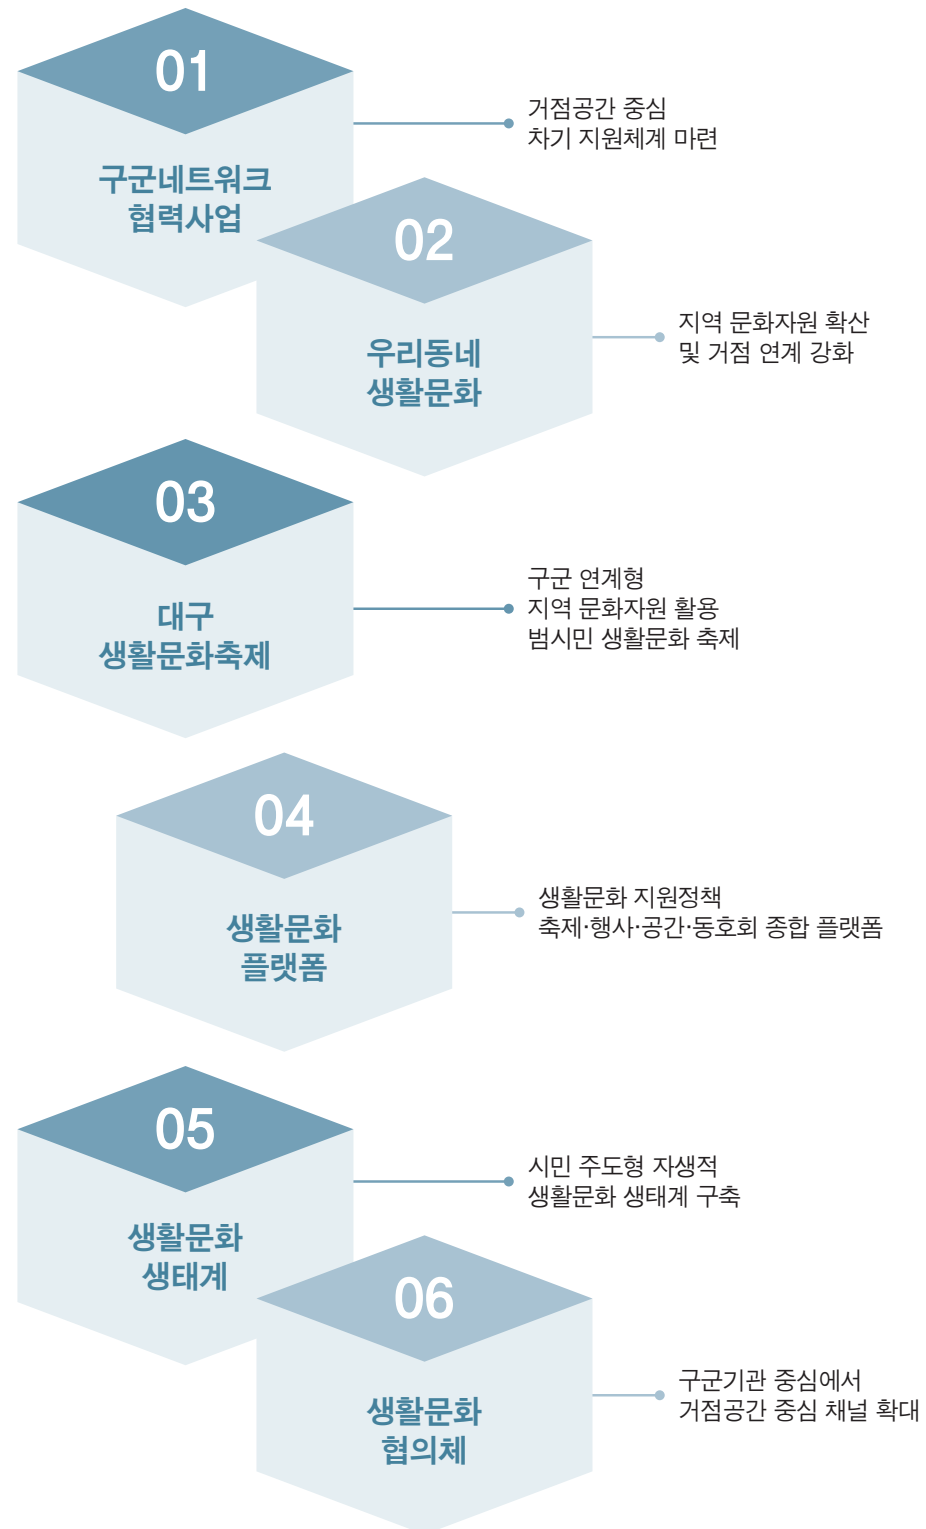 01
구군네트워크
협력사업
거점공간 중심
차기 지원체계 마련
02
우리동네
생활문화
지역 문화자원 확산
및 거점 연계 강화
03
대구
생활문화축제
구군 연계형
지역 문화자원 활용
범시민 생활문화 축제
04
생활문화
플랫폼
생활문화 지원정책
축제·행사·공간·동호회 종합 플랫폼
05
생활문화
생태계
시민 주도형 자생적
생활문화 생태계 구축
06
생활문화
협의체
구군기관 중심에서
거점공간 중심 채널 확대